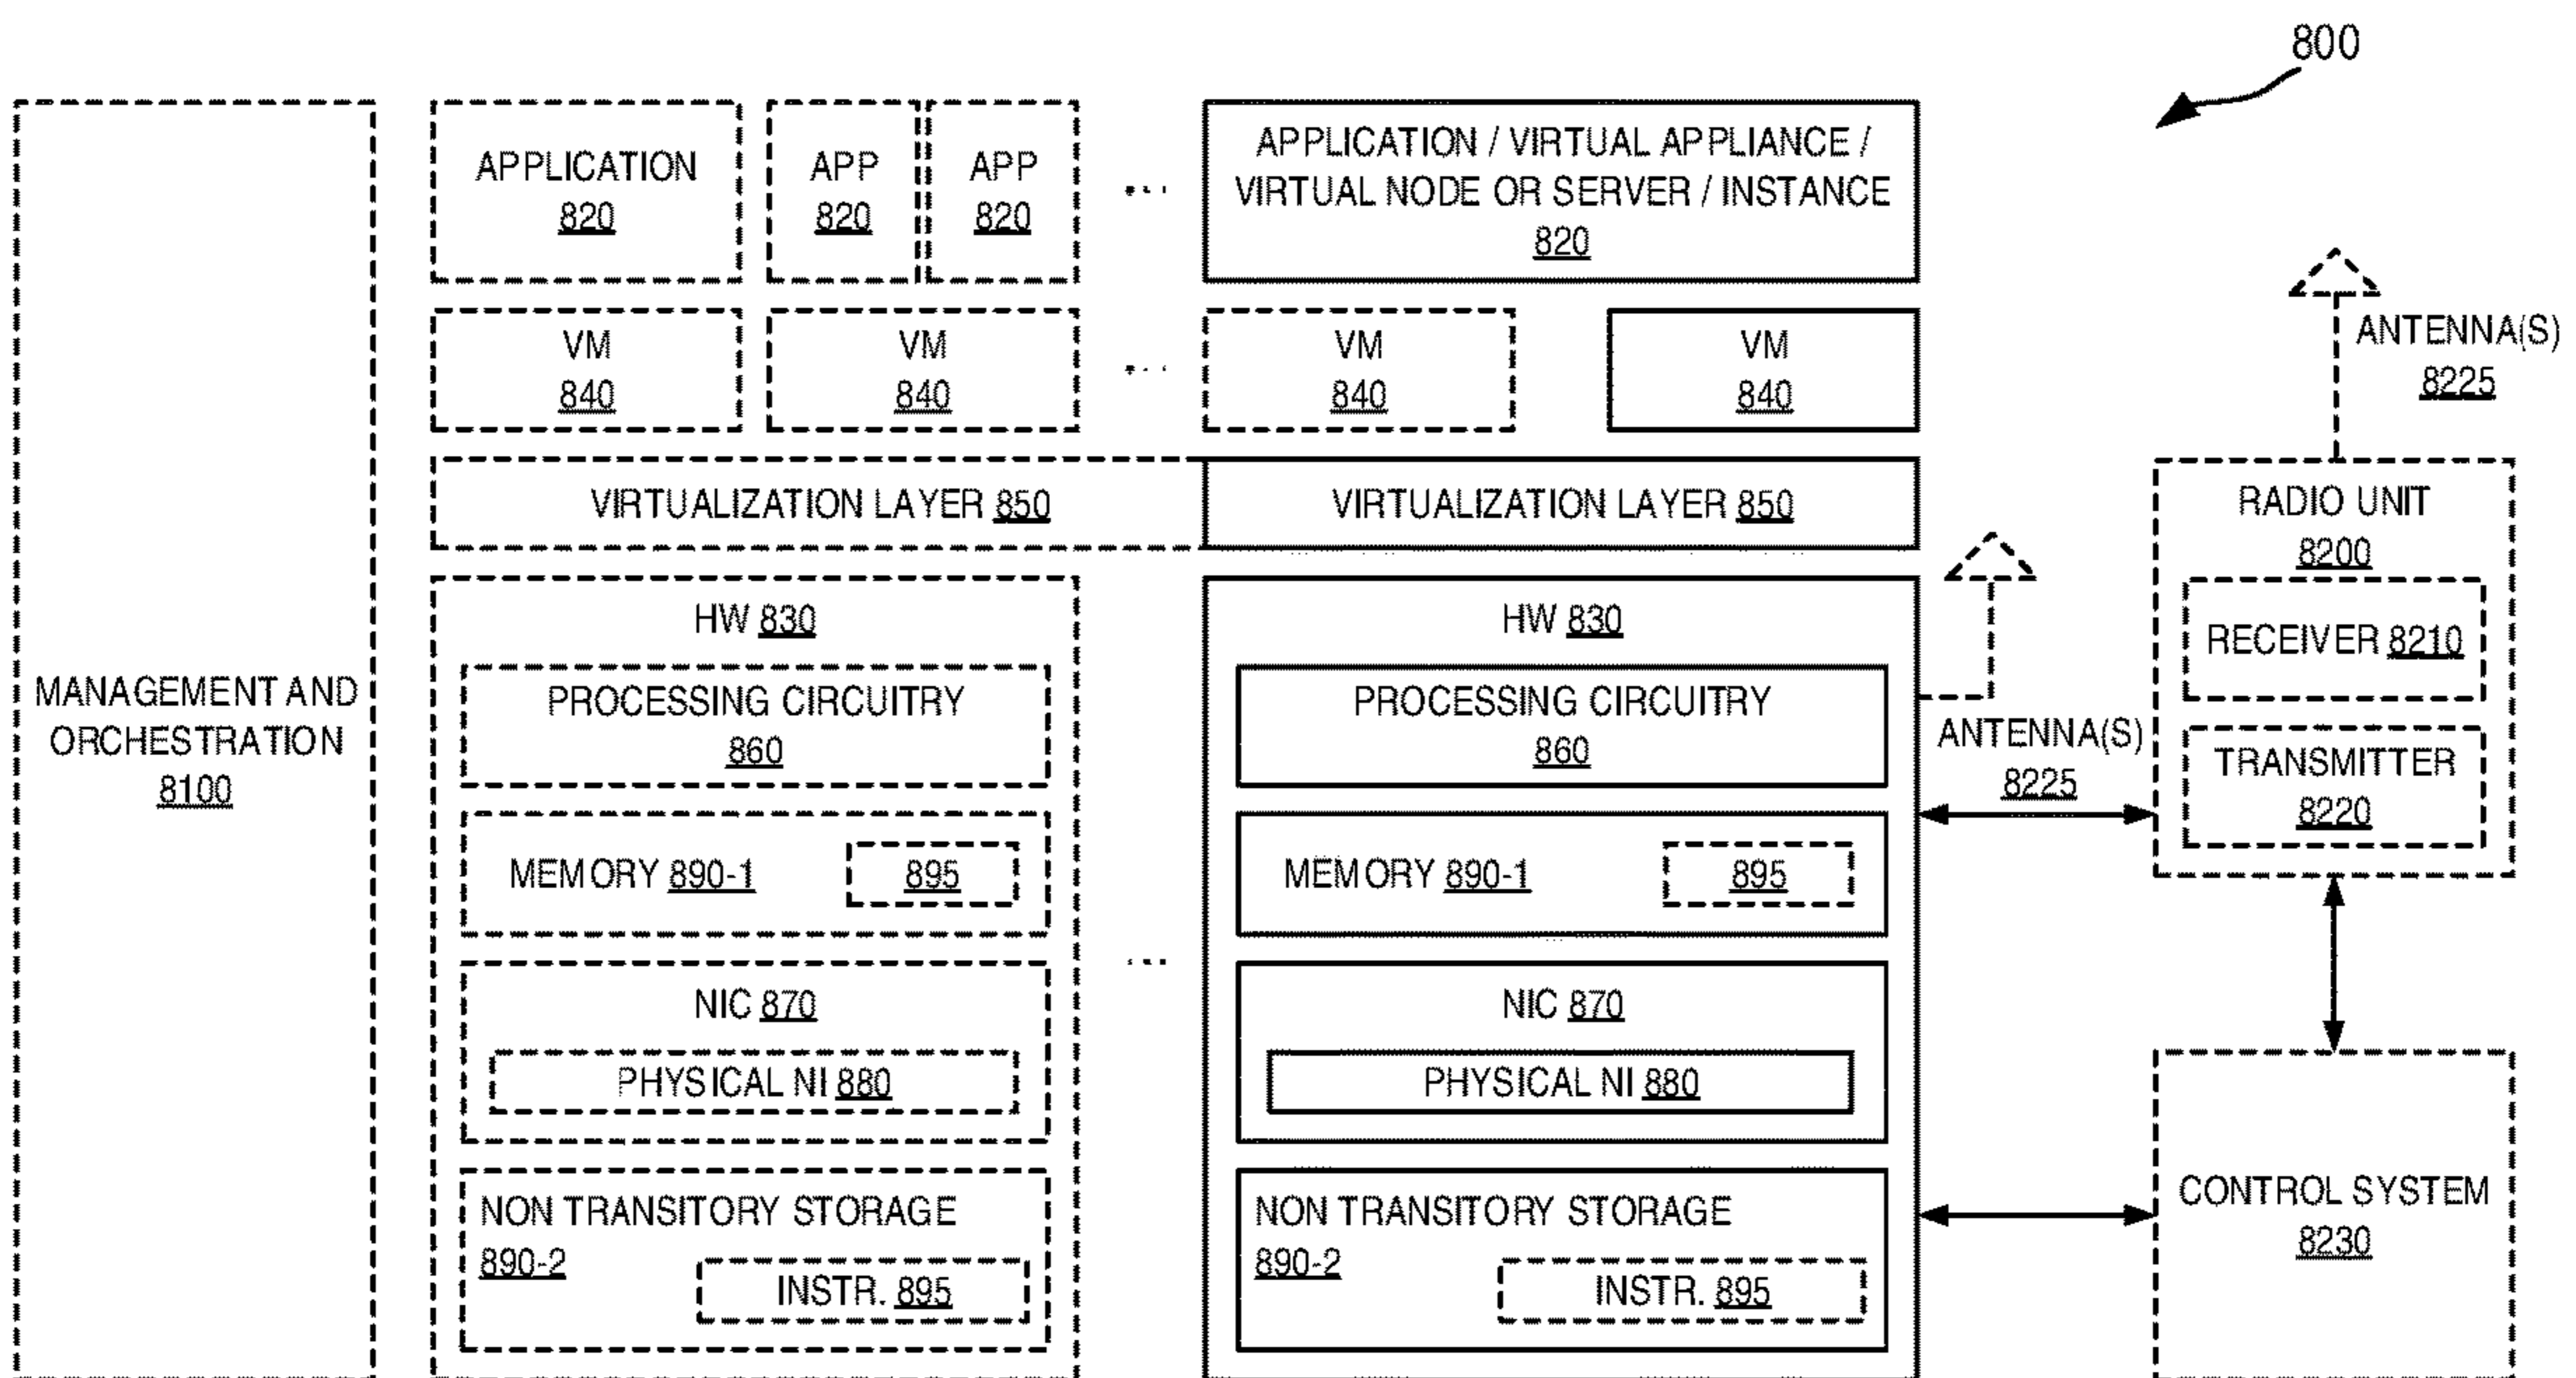 800
MANAGEMENT AND
ORCHESTRATION
8100
APPLICATION
820
APP
820
APP
820
...
APPLICATION / VIRTUAL APPLIANCE /
VIRTUAL NODE OR SERVER / INSTANCE
820
VM
840
VM
840
...
VM
840
VM
840
VIRTUALIZATION LAYER 850
VIRTUALIZATION LAYER 850
HW 830
PROCESSING CIRCUITRY
860
MEMORY 890-1
895
NIC 870
PHYSICAL NI 880
NON TRANSITORY STORAGE
890-2
INSTR. 895
...
HW 830
PROCESSING CIRCUITRY
860
MEMORY 890-1
895
NIC 870
PHYSICAL NI 880
NON TRANSITORY STORAGE
890-2
INSTR. 895
ANTENNA(S)
8225
ANTENNA(S)
8225
RADIO UNIT
8200
RECEIVER 8210
TRANSMITTER
8220
CONTROL SYSTEM
8230